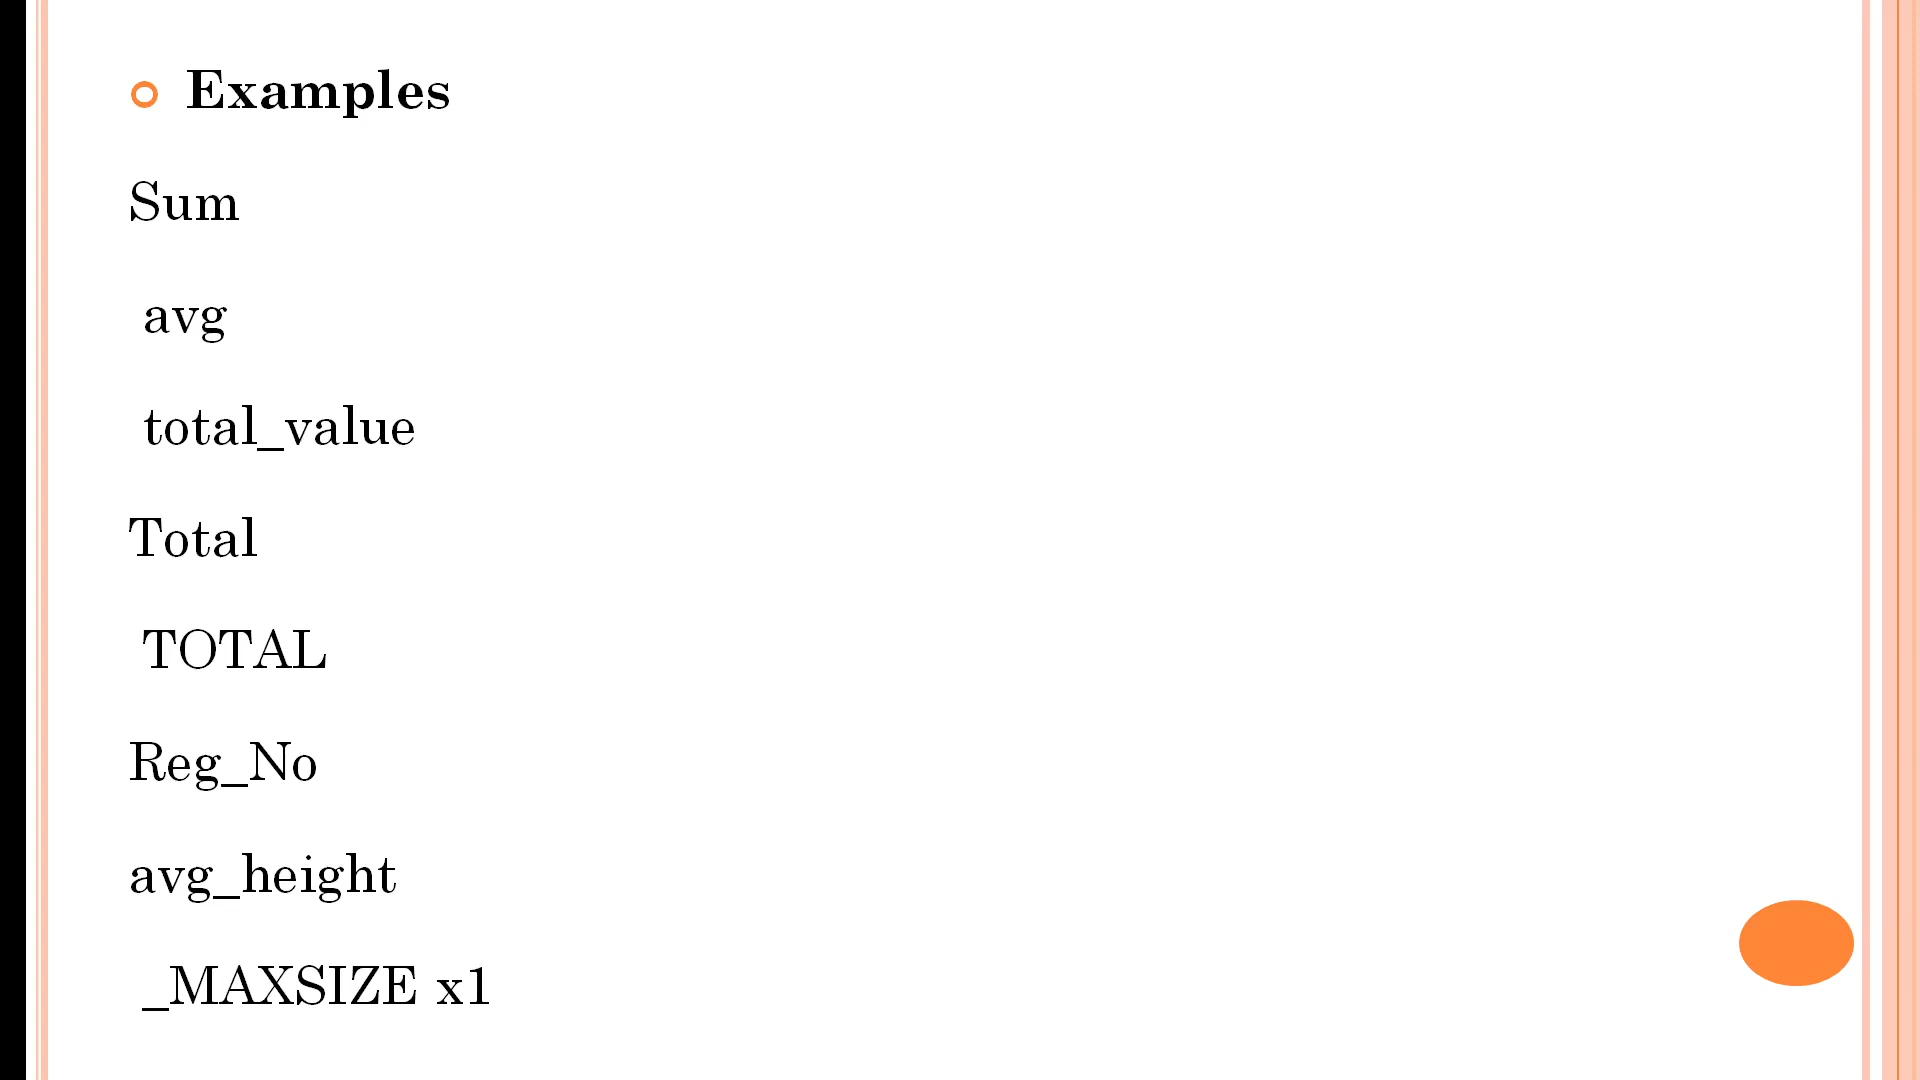 Examples
Sum
avg
total_value
Total
TOTAL
Reg_No
avg_height
_MAXSIZE x1